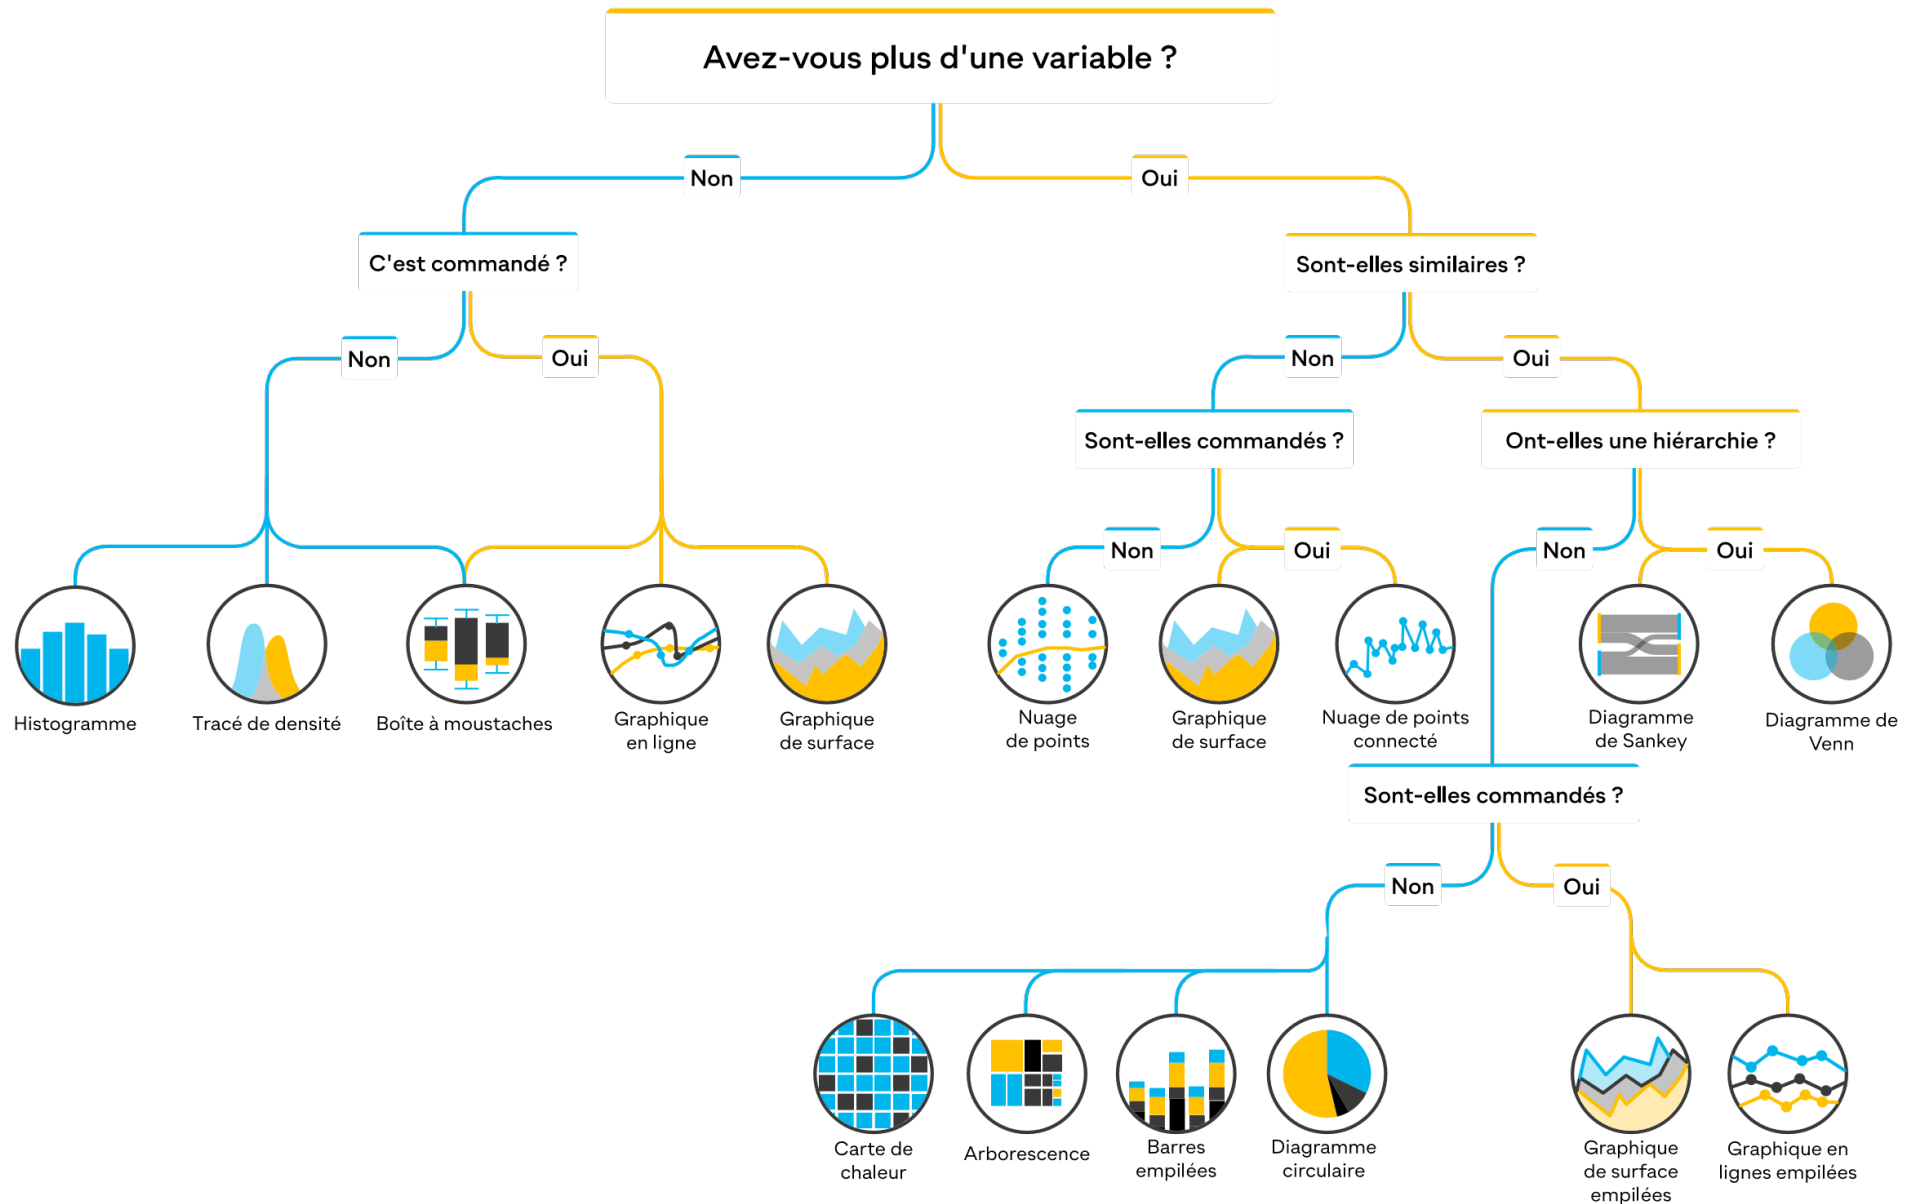 Avez-vous plus d'une variable ?
Non
Oui
C'est commandé ?
Sont-elles similaires ?
Non
Oui
Non
Oui
Sont-elles commandés ?
Ont-elles une hiérarchie ?
Non
Oui
Non
Oui
Histogramme
Tracé de densité
Boîte à moustaches
Graphique
en ligne
Graphique
de surface
Nuage
de points
Graphique
de surface
Nuage de points
connecté
Diagramme
de Sankey
Diagramme de
Venn
Sont-elles commandés ?
Non
Oui
Carte de
chaleur
Arborescence
Barres
empilées
Diagramme
circulaire
Graphique
de surface
empilées
Graphique en
lignes empilées